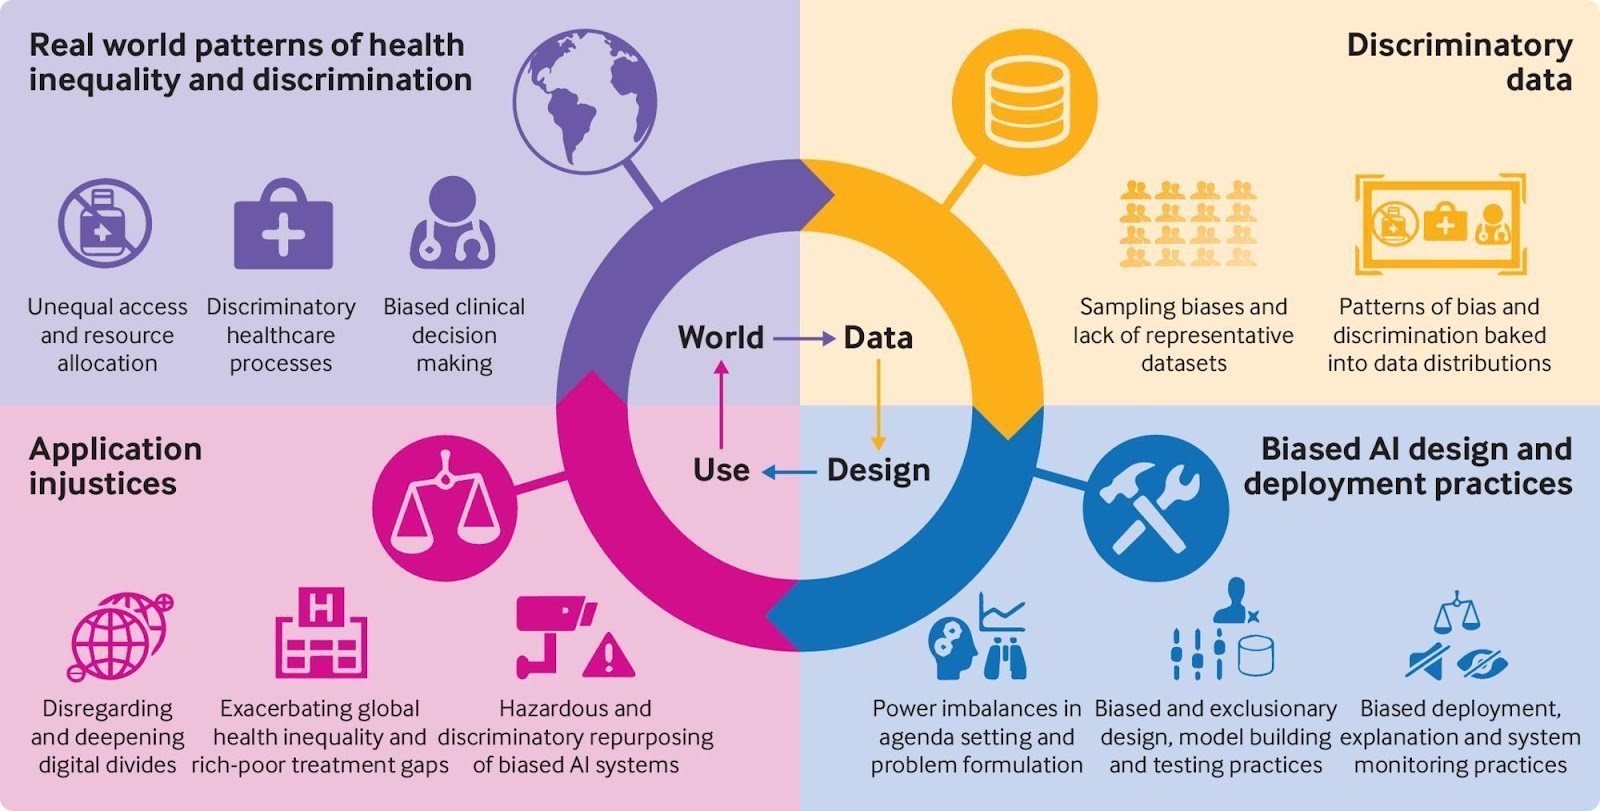 Real world patterns of health
inequality and discrimination
Unequal access
and resource
allocation
Discriminatory
healthcare
processes
Biased clinical
decision
making
Discriminatory
data
Sampling biases and
lack of representative
datasets
Patterns of bias and
discrimination baked
into data distributions
World
Data
Use
Design
Application
injustices
H
Disregarding
and deepening
digital divides
Exacerbating global
health inequality and
rich-poor treatment gaps
Hazardous and
discriminatory repurposing
of biased AI systems
Biased AI design and
deployment practices
Power imbalances in
agenda setting and
problem formulation
Biased and exclusionary
design, model building
and testing practices
Biased deployment,
explanation and system
monitoring practices